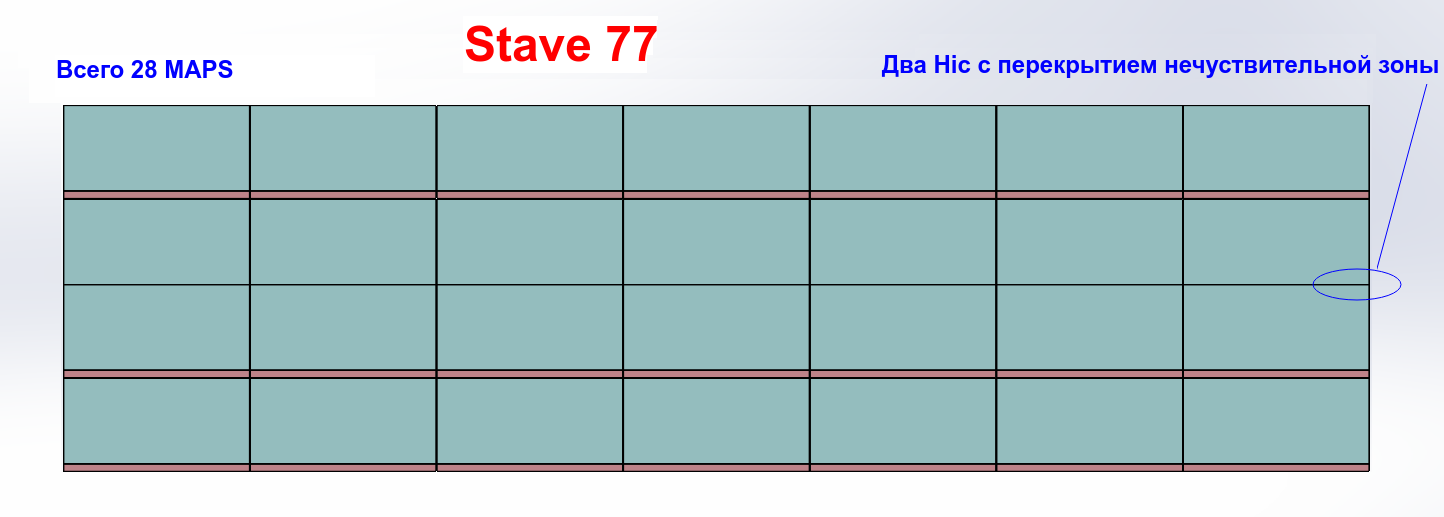 Stave 77
Всего 28 MAPS
Два Hic с перекрытием нечуствительной зоны